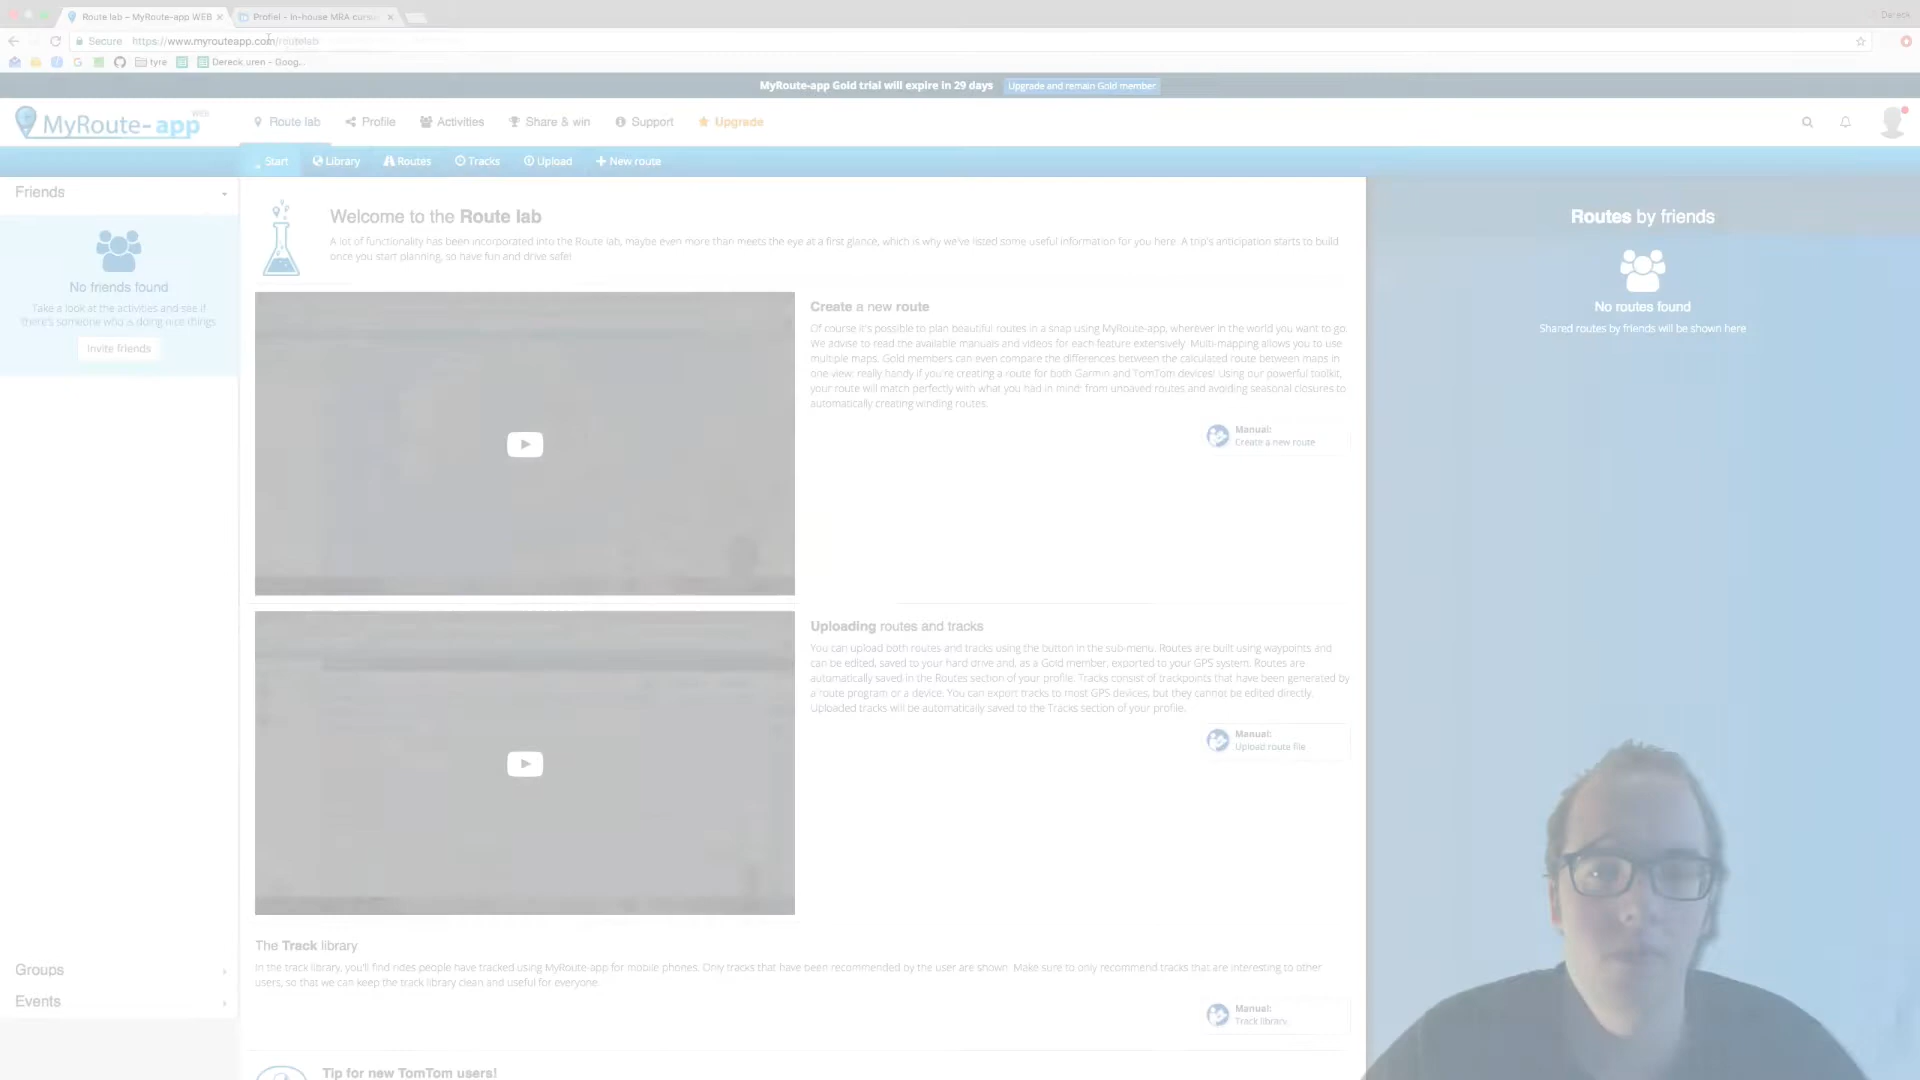 Route lab – MyRoute-app WEB
Profiel - In-house MRA cursu
Dereck
Secure
https://www.myrouteapp.com/routelab
tyre
Dereck uren - Goog...
MyRoute-app Gold trial will expire in 29 days
Upgrade and remain Gold member
MyRoute-app
WEB
Route lab
Profile
Activities
Share & win
Support
Upgrade
Start
Library
Routes
Tracks
Upload
New route
Friends
No friends found
Take a look at the activities and see if
there's someone who is doing nice things
Invite friends
Groups
Events
Welcome to the Route lab
A lot of functionality has been incorporated into the Route lab, maybe even more than meets the eye at a first glance, which is why we've listed some useful information for you here. A trip's anticipation starts to build
once you start planning, so have fun and drive safe!
Create a new route
Of course it's possible to plan beautiful routes in a snap using MyRoute-app, wherever in the world you want to go.
We advise to read the available manuals and videos for each feature extensively. Multi-mapping allows you to use
multiple maps. Gold members can even compare the differences between the calculated route between maps in
one view: really handy if you're creating a route for both Garmin and TomTom devices! Using our powerful toolkit,
your route will match perfectly with what you had in mind: from unpaved routes and avoiding seasonal closures to
automatically creating winding routes.
Manual:
Create a new route
Uploading routes and tracks
You can upload both routes and tracks using the button in the sub-menu. Routes are built using waypoints and
can be edited, saved to your hard drive and, as a Gold member, exported to your GPS system. Routes are
automatically saved in the Routes section of your profile. Tracks consist of trackpoints that have been generated by
a route program or a device. You can export tracks to most GPS devices, but they cannot be edited directly.
Uploaded tracks will be automatically saved to the Tracks section of your profile.
Manual:
Upload route file
The Track library
In the track library, you'll find rides people have tracked using MyRoute-app for mobile phones. Only tracks that have been recommended by the user are shown. Make sure to only recommend tracks that are interesting to other
users, so that we can keep the track library clean and useful for everyone.
Manual:
Track library
Tip for new TomTom users!
Routes by friends
No routes found
Shared routes by friends will be shown here